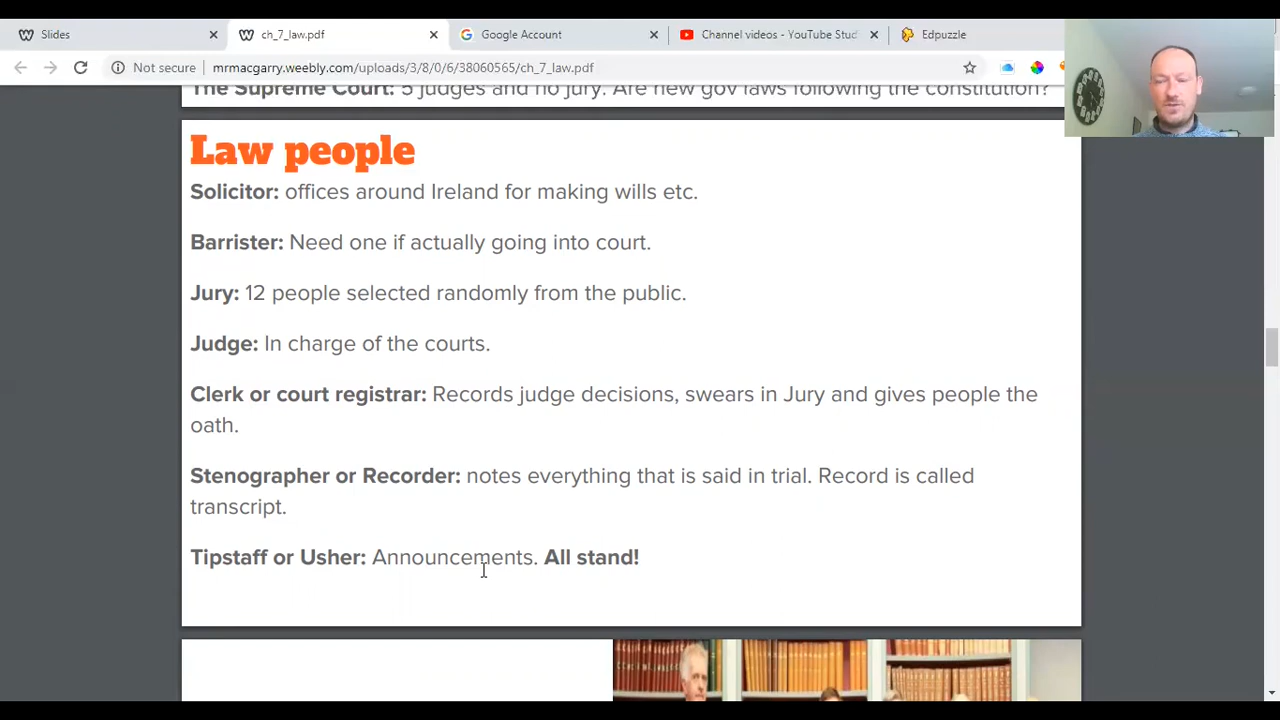 Slides
ch_7_law.pdf
Google Account
Channel videos - YouTube Stud
Edpuzzle
Not secure
mrmacgarry.weebly.com/uploads/3/8/0/6/38060565/ch_7_law.pdf
The Supreme Court: 5 judges and no jury. Are new gov laws following the constitution?
Law people
Solicitor: offices around Ireland for making wills etc.
Barrister: Need one if actually going into court.
Jury: 12 people selected randomly from the public.
Judge: In charge of the courts.
Clerk or court registrar: Records judge decisions, swears in Jury and gives people the
oath.
Stenographer or Recorder: notes everything that is said in trial. Record is called
transcript.
Tipstaff or Usher: Announcements. All stand!